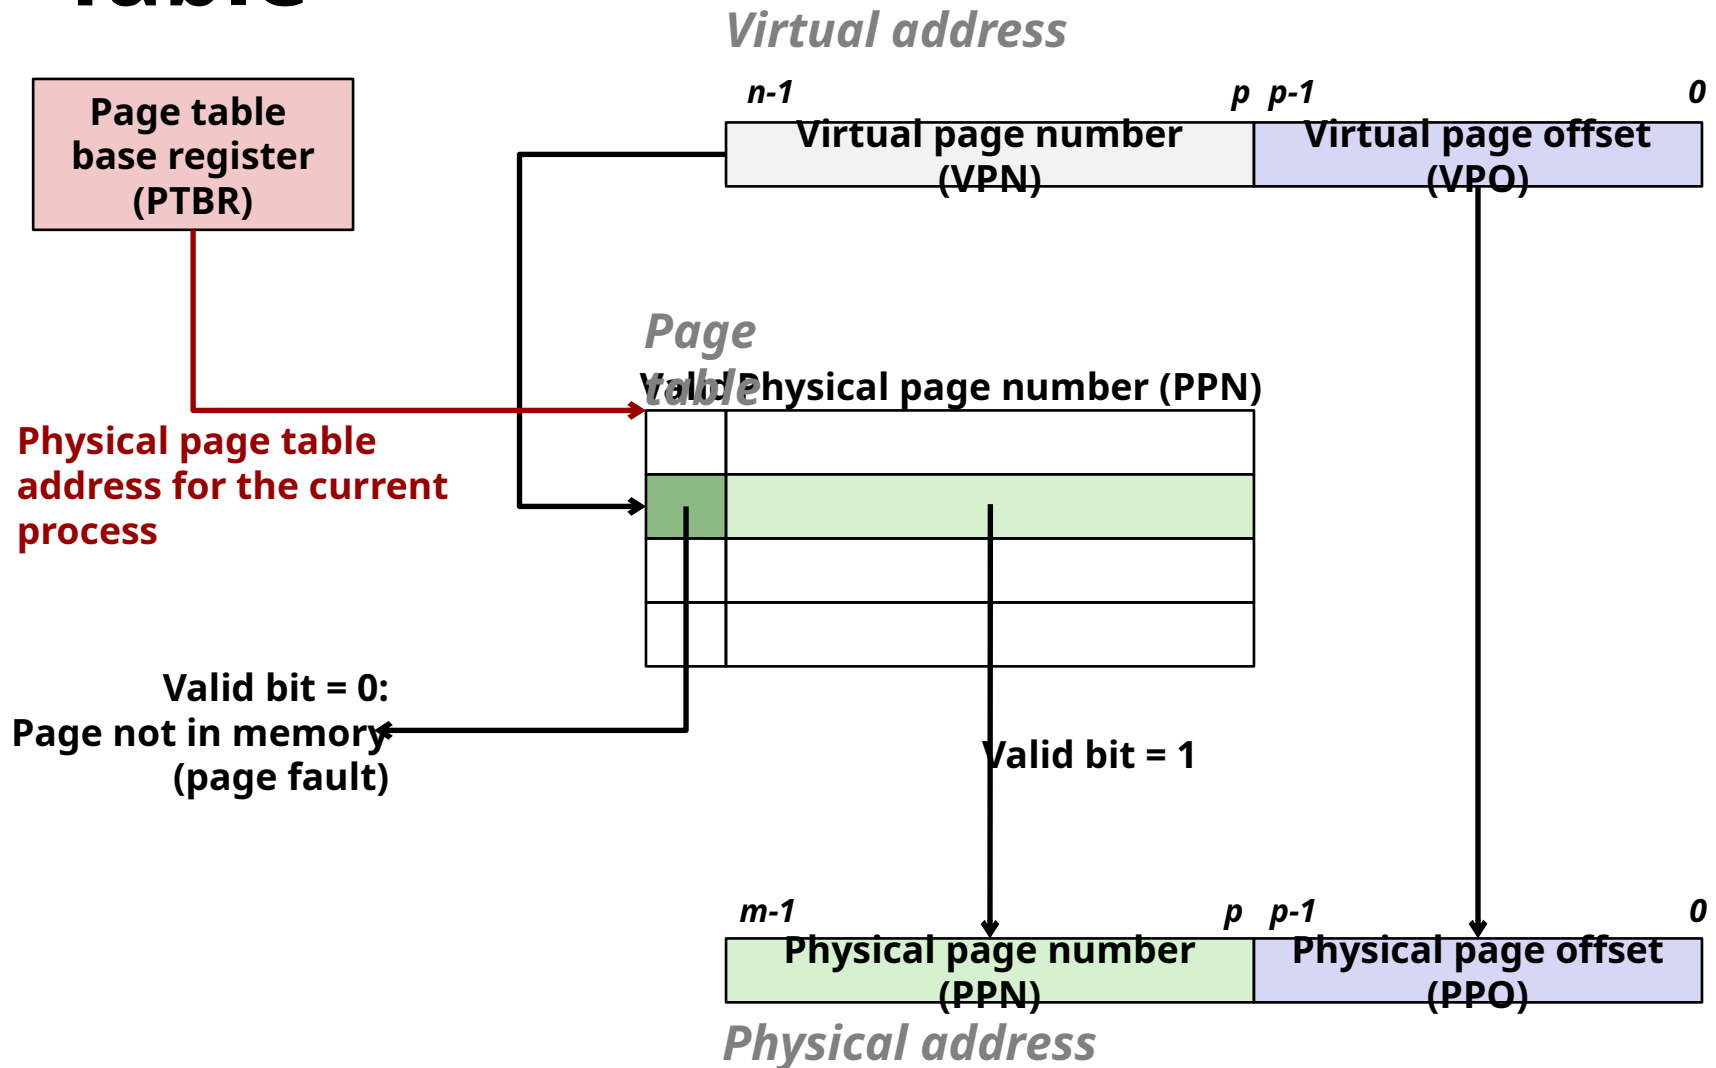 Table
Virtual address
n-1 p p-1 0
Page table
base register
(PTBR)
Virtual page number
(VPN)
Virtual page offset
(VPO)
Page
table
Valid Physical page number (PPN)
Physical page table
address for the current
process
Valid bit = 0:
Page not in memory
(page fault)
Valid bit = 1
m-1 p p-1 0
Physical page number
(PPN)
Physical page offset
(PPO)
Physical address